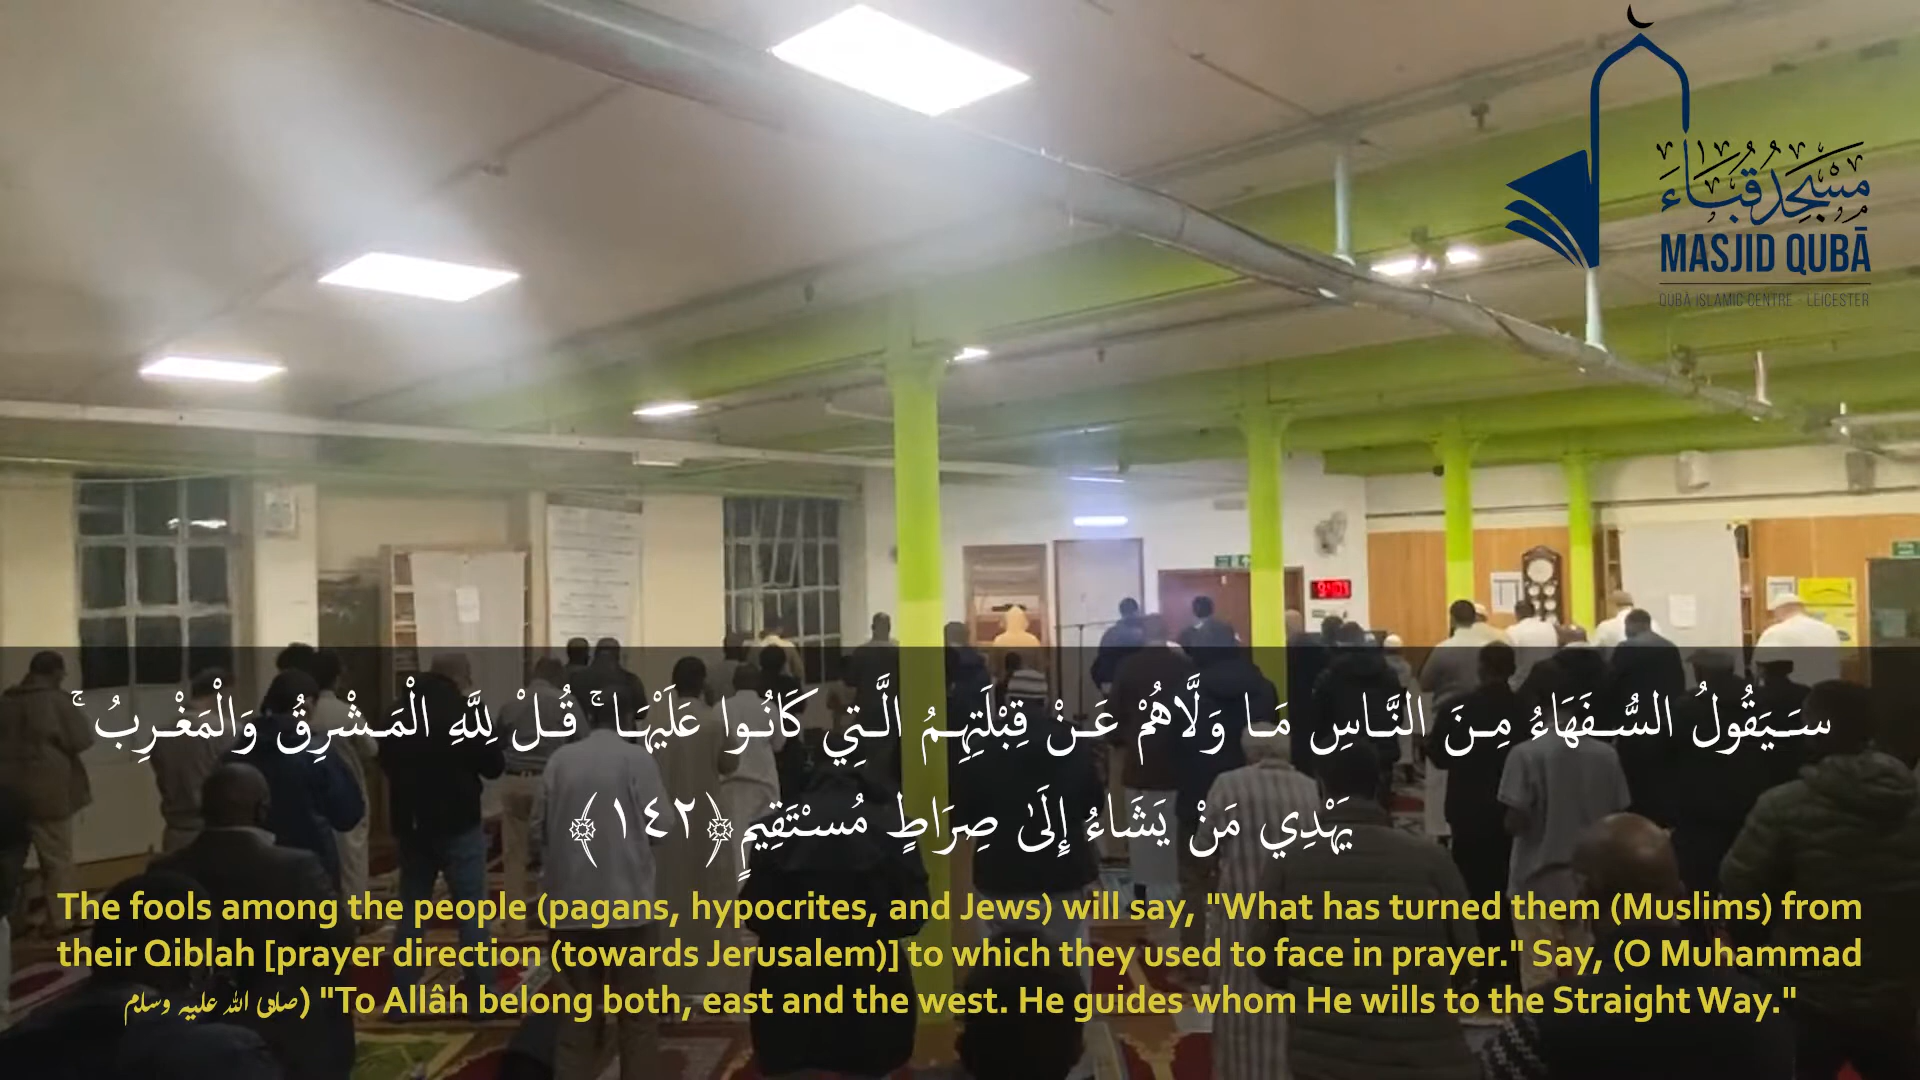 مَسْجِدُ قُبَاءَ
MASJID QUBĀ
QUBĀ ISLAMIC CENTRE - LEICESTER
سَيَقُولُ السُّفَهَاءُ مِنَ النَّاسِ مَا وَلَّاهُمْ عَنْ قِبْلَتِهِمُ الَّتِي كَانُوا عَلَيْهَا ۚ قُلْ لِلَّهِ الْمَشْرِقُ وَالْمَغْرِبُ ۚ
يَهْدِي مَنْ يَشَاءُ إِلَىٰ صِرَاطٍ مُسْتَقِيمٍ ﴿١٤٢﴾
The fools among the people (pagans, hypocrites, and Jews) will say, "What has turned them (Muslims) from
their Qiblah [prayer direction (towards Jerusalem)] to which they used to face in prayer." Say, (O Muhammad
صلى الله عليه وسلم) "To Allâh belong both, east and the west. He guides whom He wills to the Straight Way."